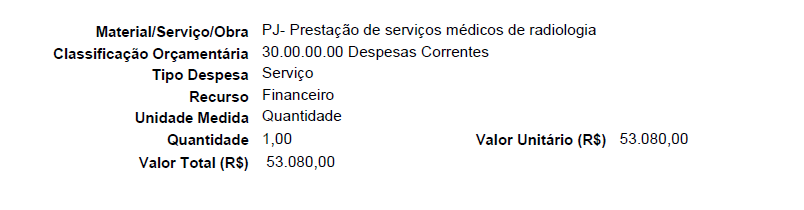 Material/Serviço/Obra PJ- Prestação de serviços médicos de radiologia
Classificação Orçamentária 30.00.00.00 Despesas Correntes
Tipo Despesa Serviço
Recurso Financeiro
Unidade Medida Quantidade
Quantidade 1,00 Valor Unitário (R$) 53.080,00
Valor Total (R$) 53.080,00